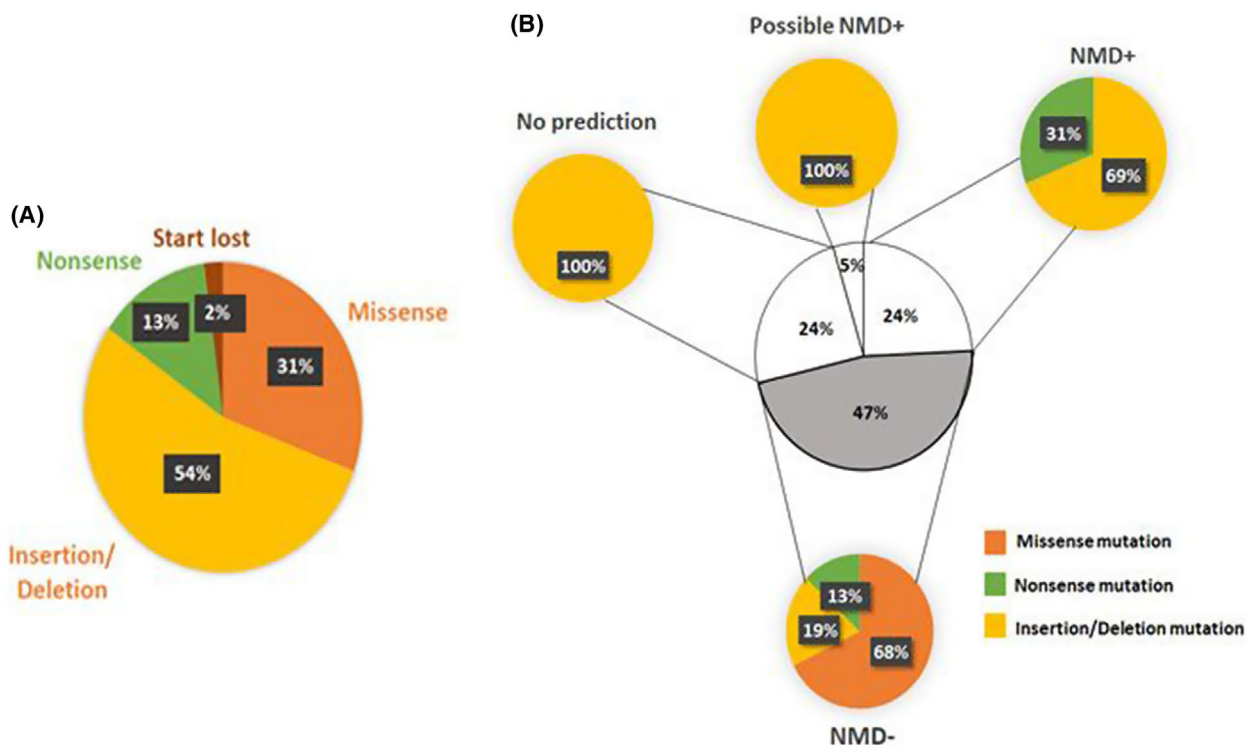 (A)
Start lost
Nonsense
Missense
13%
2%
31%
54%
Insertion/
Deletion
(B)
Possible NMD+
NMD+
No prediction
100%
100%
31%
69%
5%
24%
24%
47%
13%
19%
68%
NMD-
Missense mutation
Nonsense mutation
Insertion/Deletion mutation